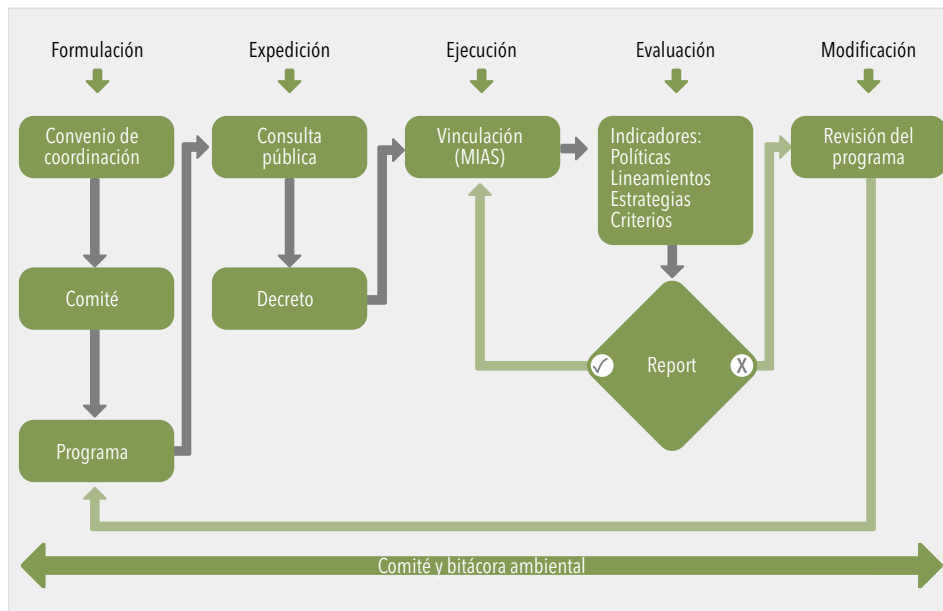 Formulación
Expedición
Ejecución
Evaluación
Modificación
Convenio de
coordinación
Consulta
pública
Vinculación
(MIAS)
Indicadores:
Políticas
Lineamientos
Estrategias
Criterios
Revisión del
programa
Comité
Decreto
Report
X
Programa
Comité y bitácora ambiental